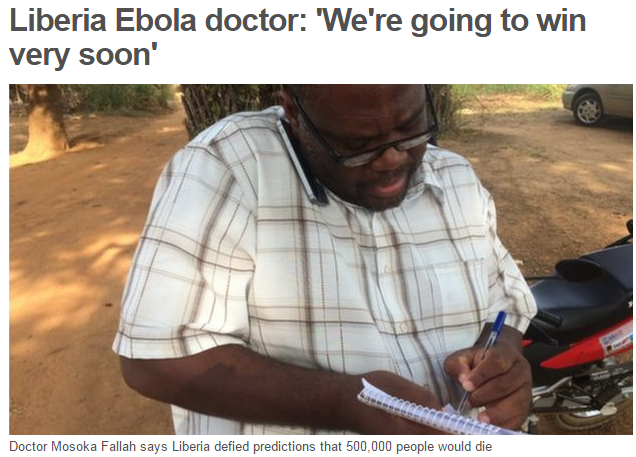 Liberia Ebola doctor: 'We're going to win
very soon'
Doctor Mosoka Fallah says Liberia defied predictions that 500,000 people would die